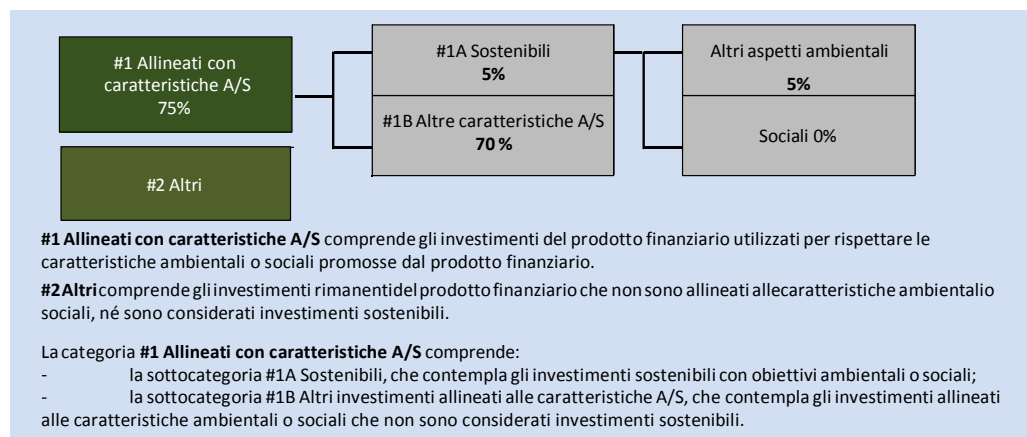 #1 Allineati con
caratteristiche A/S
75%
#2 Altri
#1A Sostenibili
5%
#1B Altre caratteristiche A/S
70 %
Altri aspetti ambientali
5%
Sociali 0%
#1 Allineati con caratteristiche A/S comprende gli investimenti del prodotto finanziario utilizzati per rispettare le
caratteristiche ambientali o sociali promosse dal prodotto finanziario.
#2 Altri comprende gli investimenti rimanenti del prodotto finanziario che non sono allineati alle caratteristiche ambientali o
sociali, né sono considerati investimenti sostenibili.
La categoria #1 Allineati con caratteristiche A/S comprende:
- la sottocategoria #1A Sostenibili, che contempla gli investimenti sostenibili con obiettivi ambientali o sociali;
- la sottocategoria #1B Altri investimenti allineati alle caratteristiche A/S, che contempla gli investimenti allineati
alle caratteristiche ambientali o sociali che non sono considerati investimenti sostenibili.